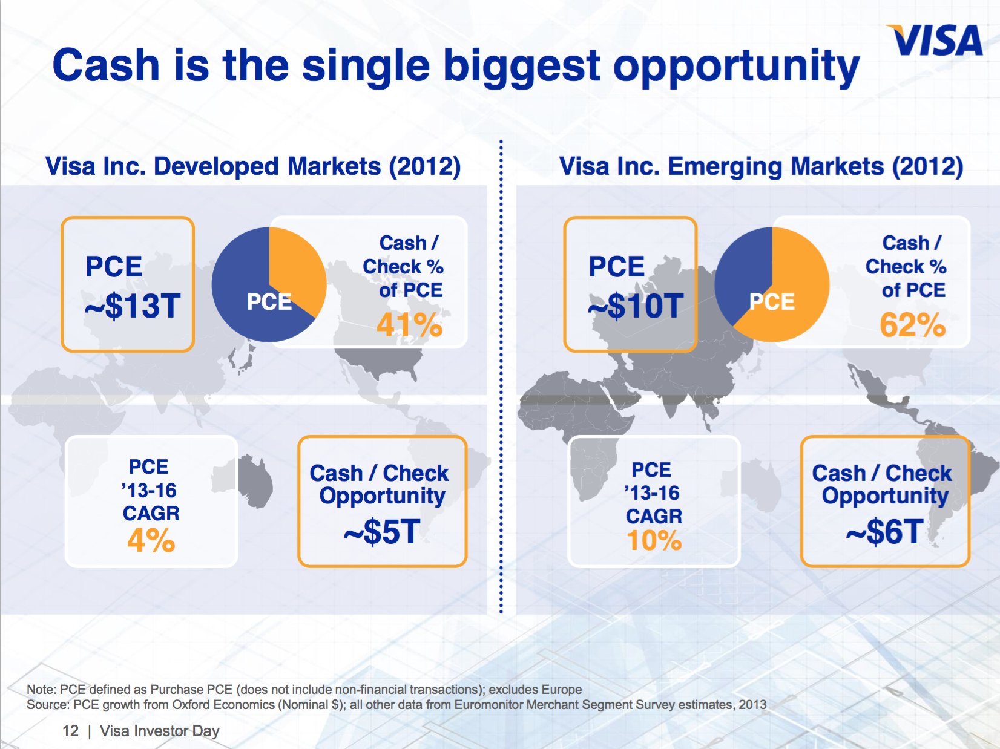 VISA
Cash is the single biggest opportunity
Visa Inc. Developed Markets (2012)
PCE
~$13T
PCE
Cash /
Check %
of PCE
41%
PCE
’13-16
CAGR
4%
Cash / Check
Opportunity
~$5T
Visa Inc. Emerging Markets (2012)
PCE
~$10T
PCE
Cash /
Check %
of PCE
62%
PCE
’13-16
CAGR
10%
Cash / Check
Opportunity
~$6T
Note: PCE defined as Purchase PCE (does not include non-financial transactions); excludes Europe
Source: PCE growth from Oxford Economics (Nominal $); all other data from Euromonitor Merchant Segment Survey estimates, 2013
12 | Visa Investor Day